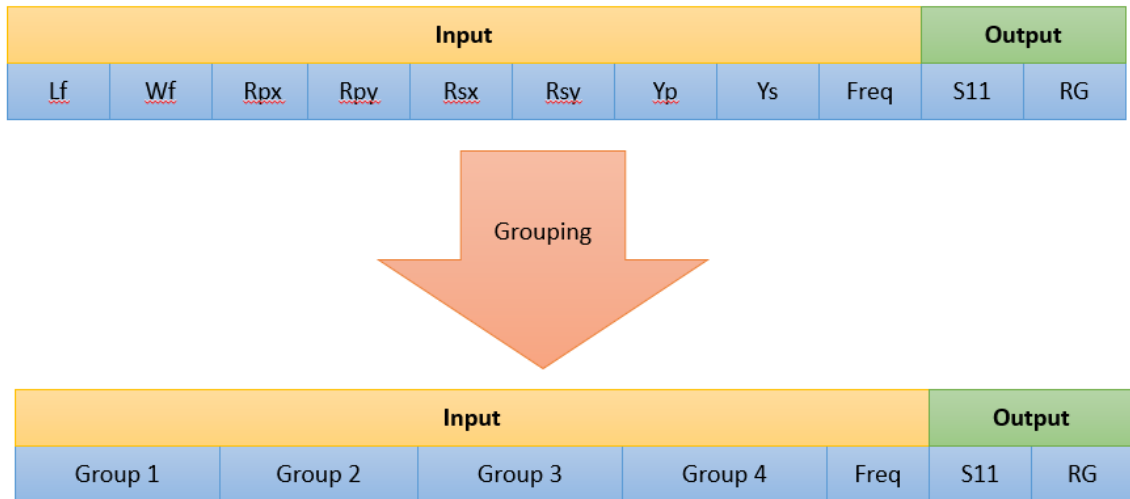 Input Output
Lf Wf Rpx Rpy Rsx Rsy Yp Ys Freq S11 RG
Grouping
Input Output
Group 1 Group 2 Group 3 Group 4 Freq S11 RG